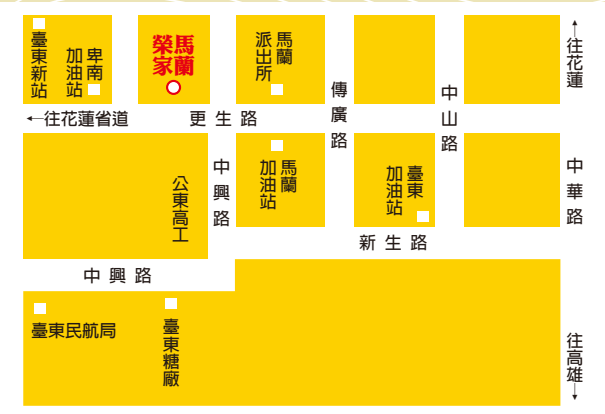 臺東新站
卑南
加油站
馬蘭
榮家
馬蘭
派出所
傳廣路
中山路
←往花蓮
←往花蓮省道
更生路
中興路
公東高工
馬蘭
加油站
臺東
加油站
中華路
新生路
中興路
臺東民航局
臺東糖廠
往高雄→